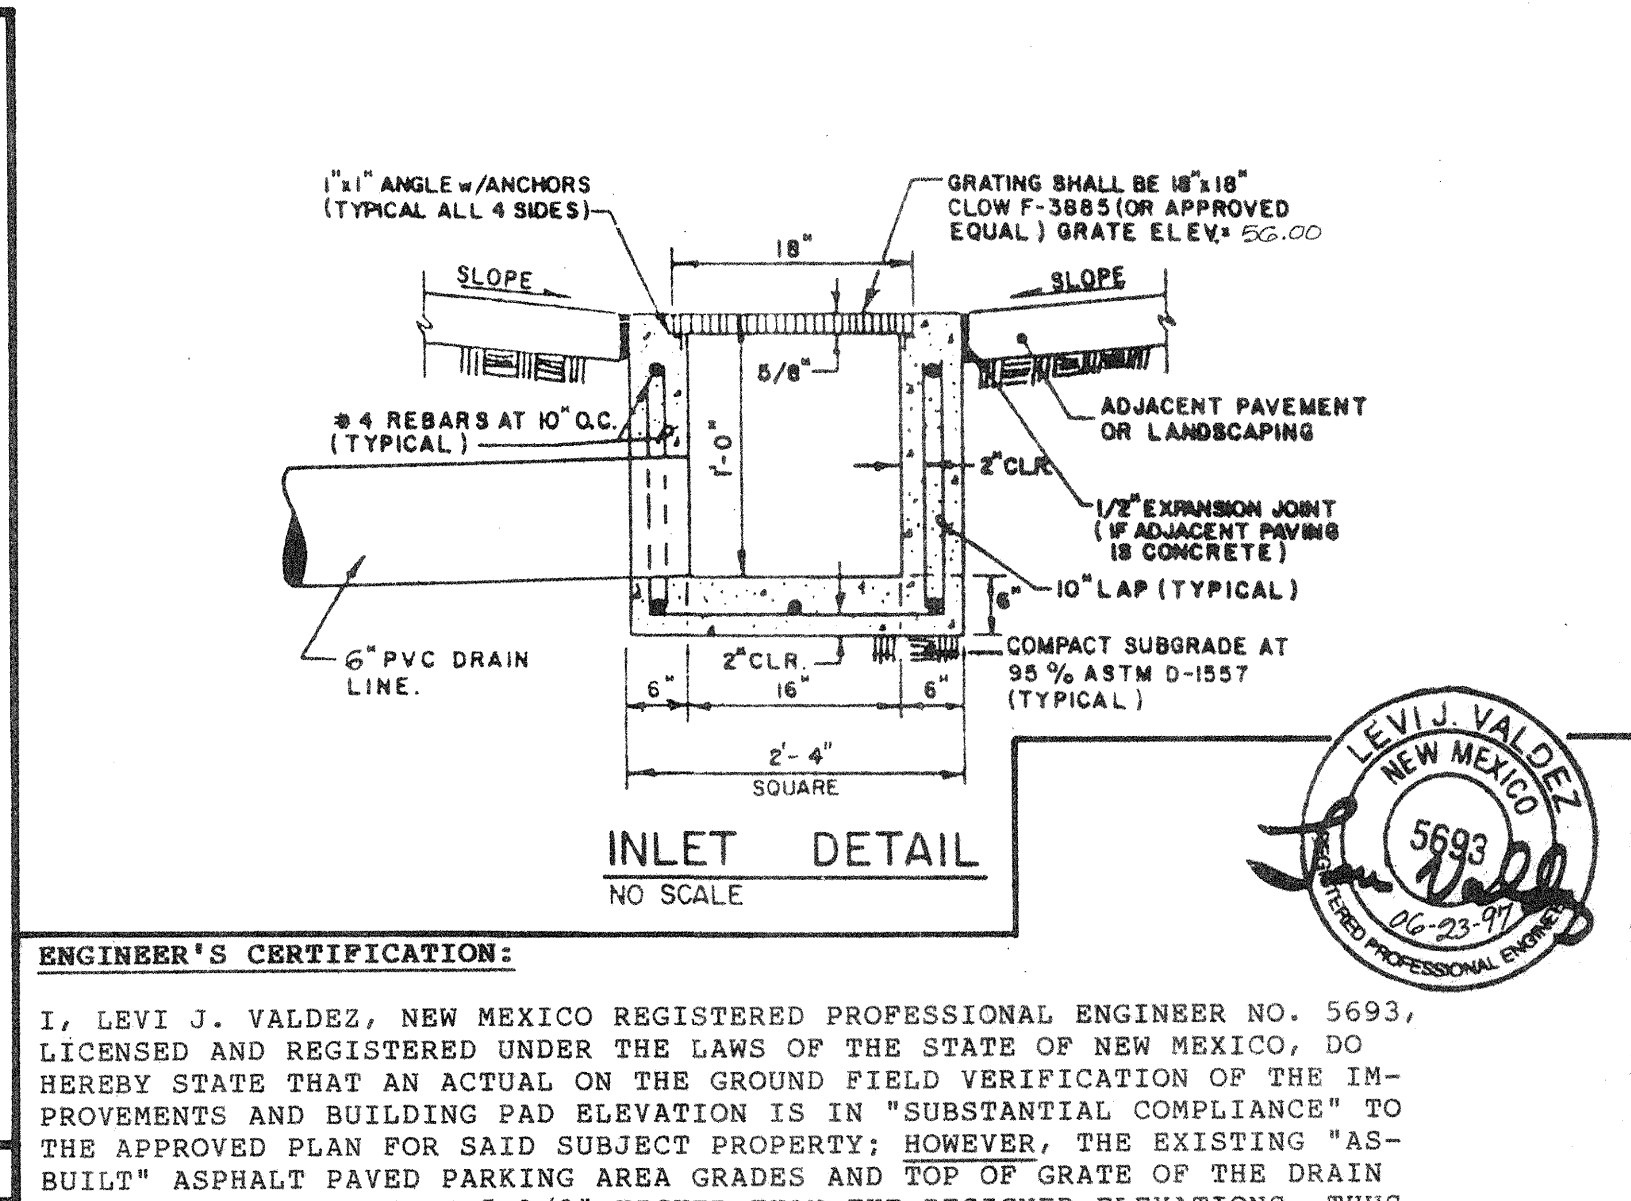 1"x1" ANGLE w/ANCHORS
(TYPICAL ALL 4 SIDES)
GRATING SHALL BE 18"x18"
CLOW F-3885 (OR APPROVED
EQUAL) GRATE ELEV.= 56.00
18"
SLOPE
SLOPE
5/8"
#4 REBARS AT 10" O.C.
(TYPICAL)
1'-0"
ADJACENT PAVEMENT
OR LANDSCAPING
2" CLR.
1/2" EXPANSION JOINT
(IF ADJACENT PAVING
IS CONCRETE)
10" LAP (TYPICAL)
6"
6" PVC DRAIN
LINE.
2" CLR.
COMPACT SUBGRADE AT
95 % ASTM D-1557
(TYPICAL)
6"
16"
6"
2'- 4"
SQUARE
INLET DETAIL
NO SCALE
LEVI J. VALDEZ
NEW MEXICO
5693
06-23-97
REGISTERED PROFESSIONAL ENGINEER
ENGINEER'S CERTIFICATION:
I, LEVI J. VALDEZ, NEW MEXICO REGISTERED PROFESSIONAL ENGINEER NO. 5693,
LICENSED AND REGISTERED UNDER THE LAWS OF THE STATE OF NEW MEXICO, DO
HEREBY STATE THAT AN ACTUAL ON THE GROUND FIELD VERIFICATION OF THE IM-
PROVEMENTS AND BUILDING PAD ELEVATION IS IN "SUBSTANTIAL COMPLIANCE" TO
THE APPROVED PLAN FOR SAID SUBJECT PROPERTY; HOWEVER, THE EXISTING "AS-
BUILT" ASPHALT PAVED PARKING AREA GRADES AND TOP OF GRATE OF THE DRAIN
HIGHER THAN THE DESIGNED ELEVATIONS, THUS